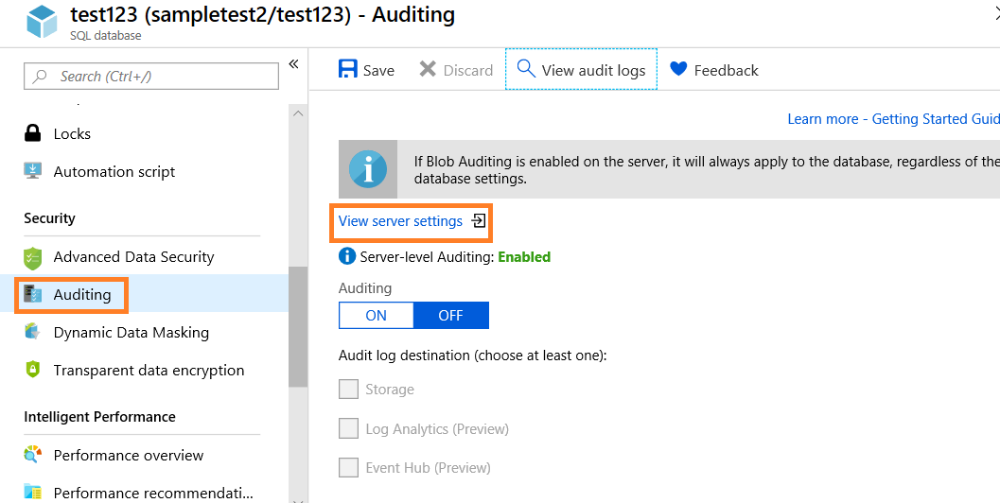 test123 (sampletest2/test123) - Auditing
SQL database
Search (Ctrl+/)
«
Locks
Automation script
Security
Advanced Data Security
Auditing
Dynamic Data Masking
Transparent data encryption
Intelligent Performance
Performance overview
Performance recommendati...
Save
Discard
View audit logs
Feedback
Learn more - Getting Started Guid
If Blob Auditing is enabled on the server, it will always apply to the database, regardless of the
database settings.
View server settings
Server-level Auditing: Enabled
Auditing
ON OFF
Audit log destination (choose at least one):
Storage
Log Analytics (Preview)
Event Hub (Preview)